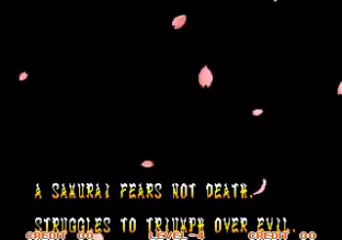 A SAMURAI FEARS NOT DEATH.
STRUGGLES TO TRIUMPH OVER EVIL.
CREDIT 00 LEVEL-4 CREDIT 00